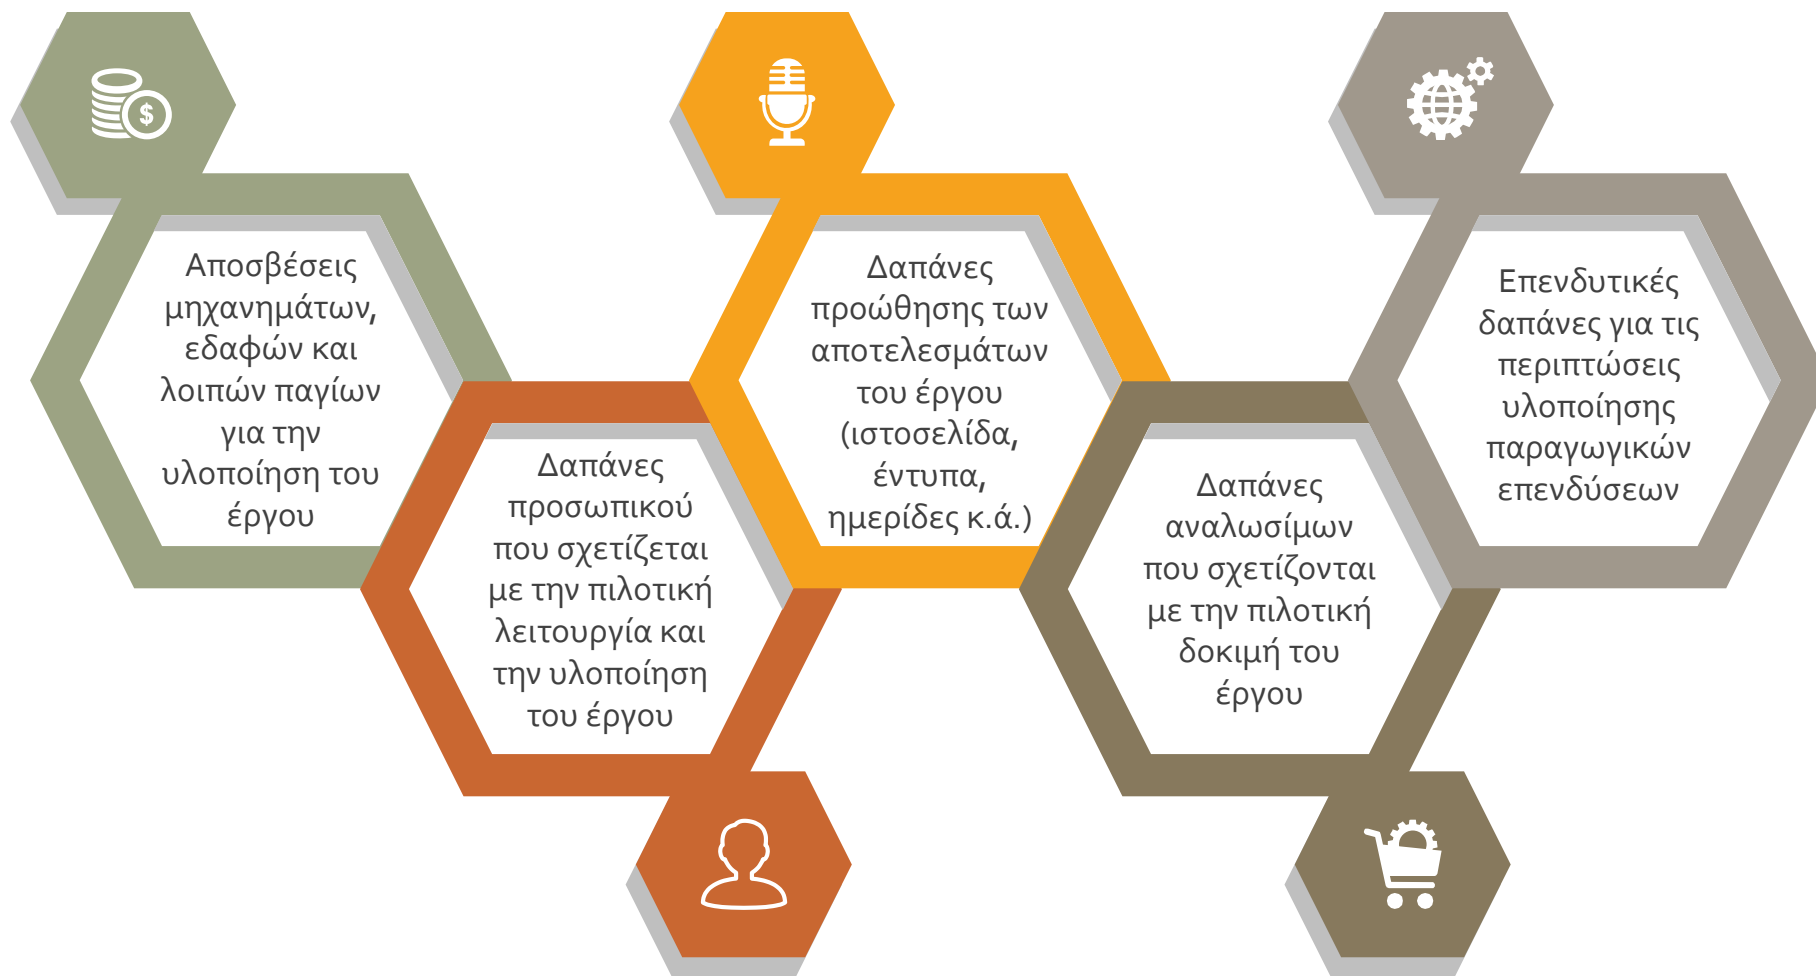 Αποσβέσεις
μηχανημάτων,
εδαφών και
λοιπών παγίων
για την
υλοποίηση του
έργου
Δαπάνες
προσωπικού
που σχετίζεται
με την πιλοτική
λειτουργία και
την υλοποίηση
του έργου
Δαπάνες
προώθησης των
αποτελεσμάτων
του έργου
(ιστοσελίδα,
έντυπα,
ημερίδες κ.ά.)
Δαπάνες
αναλωσίμων
που σχετίζονται
με την πιλοτική
δοκιμή του
έργου
Επενδυτικές
δαπάνες για τις
περιπτώσεις
υλοποίησης
παραγωγικών
επενδύσεων